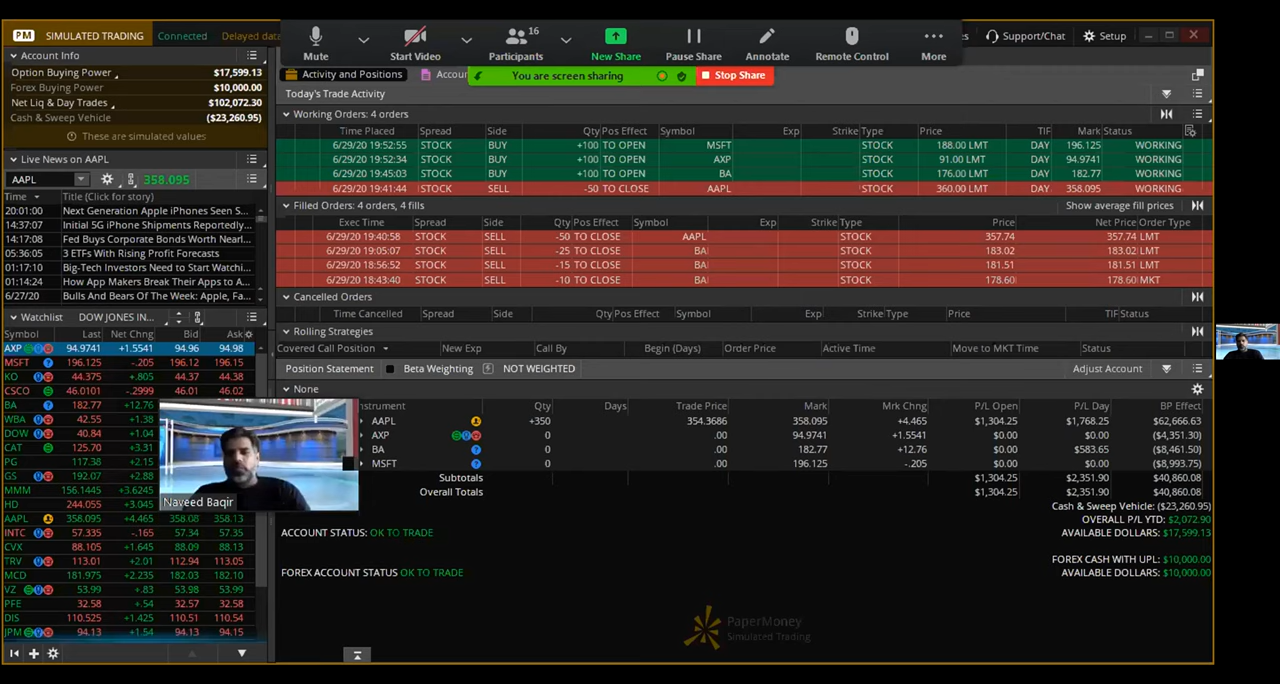 PM SIMULATED TRADING Connected Delayed data
Mute Start Video 16 Participants New Share Pause Share Annotate Remote Control More
Support/Chat Setup
You are screen sharing Stop Share
Account Info
Option Buying Power $17,599.13
Forex Buying Power $10,000.00
Net Liq & Day Trades $102,072.30
Cash & Sweep Vehicle ($23,260.95)
These are simulated values
Live News on AAPL
AAPL 358.095
Time Title (Click for story)
20:01:00 Next Generation Apple iPhones Seen S...
14:37:07 Initial 5G iPhone Shipments Reportedly...
14:17:08 Fed Buys Corporate Bonds Worth Nearl...
05:36:05 3 ETFs With Rising Profit Forecasts
01:17:10 Big-Tech Investors Need to Start Watchi...
01:14:24 How App Makers Break Their Apps to A...
6/27/20 Bulls And Bears Of The Week: Apple, Fa...
Watchlist DOW JONES IN...
Symbol Last Net Chng Bid Ask
AXP 94.9741 +1.5541 94.96 94.98
MSFT 196.125 -.205 196.12 196.15
KO 44.375 +.805 44.37 44.38
CSCO 46.0101 -.2999 46.01 46.02
BA 182.77 +12.76
WBA 42.55 +1.38
DOW 40.84 +1.04
CAT 125.70 +3.31
PG 117.38 +2.15
GS 192.07 +2.88
MMM 156.1445 +3.6245
HD 244.055 +3.045
AAPL 358.095 +4.465 358.08 358.13
INTC 57.335 -.165 57.34 57.35
CVX 88.105 +1.645 88.09 88.13
TRV 113.01 +2.01 112.94 113.05
MCD 181.975 +2.235 182.03 182.10
VZ 53.99 +.83 53.98 53.99
PFE 32.58 +.54 32.57 32.58
DIS 110.525 +1.425 110.51 110.54
JPM 94.13 +1.54 94.13 94.15
Naveed Baqir
Activity and Positions Accou
Today's Trade Activity
Working Orders: 4 orders
Time Placed Spread Side Qty Pos Effect Symbol Exp Strike Type Price TIF Mark Status
6/29/20 19:52:55 STOCK BUY +100 TO OPEN MSFT STOCK 188.00 LMT DAY 196.125 WORKING
6/29/20 19:52:34 STOCK BUY +100 TO OPEN AXP STOCK 91.00 LMT DAY 94.9741 WORKING
6/29/20 19:45:03 STOCK BUY +100 TO OPEN BA STOCK 176.00 LMT DAY 182.77 WORKING
6/29/20 19:41:44 STOCK SELL -50 TO CLOSE AAPL STOCK 360.00 LMT DAY 358.095 WORKING
Filled Orders: 4 orders, 4 fills Show average fill prices
Exec Time Spread Side Qty Pos Effect Symbol Exp Strike Type Price Net Price Order Type
6/29/20 19:40:58 STOCK SELL -50 TO CLOSE AAPL STOCK 357.74 357.74 LMT
6/29/20 19:05:07 STOCK SELL -25 TO CLOSE BA STOCK 183.02 183.02 LMT
6/29/20 18:56:52 STOCK SELL -15 TO CLOSE BA STOCK 181.51 181.51 LMT
6/29/20 18:43:40 STOCK SELL -10 TO CLOSE BA STOCK 178.60 178.60 MKT
Cancelled Orders
Time Cancelled Spread Side Qty Pos Effect Symbol Exp Strike Type Price TIF Status
Rolling Strategies
Covered Call Position New Exp Call By Begin (Days) Order Price Active Time Move to MKT Time Status
Position Statement Beta Weighting NOT WEIGHTED Adjust Account
None
nstrument Qty Days Trade Price Mark Mrk Chng P/L Open P/L Day BP Effect
AAPL +350 354.3686 358.095 +4.465 $1,304.25 $1,768.25 $62,666.63
AXP 0 .00 94.9741 +1.5541 $0.00 $0.00 ($4,351.30)
BA 0 .00 182.77 +12.76 $0.00 $583.65 ($8,461.50)
MSFT 0 .00 196.125 -.205 $0.00 $0.00 ($8,993.75)
Subtotals $1,304.25 $2,351.90 $40,860.08
Overall Totals $1,304.25 $2,351.90 $40,860.08
Cash & Sweep Vehicle: ($23,260.95)
OVERALL P/L YTD: $2,072.90
ACCOUNT STATUS: OK TO TRADE AVAILABLE DOLLARS: $17,599.13
FOREX CASH WITH UPL: $10,000.00
FOREX ACCOUNT STATUS OK TO TRADE AVAILABLE DOLLARS: $10,000.00
PaperMoney
Simulated Trading